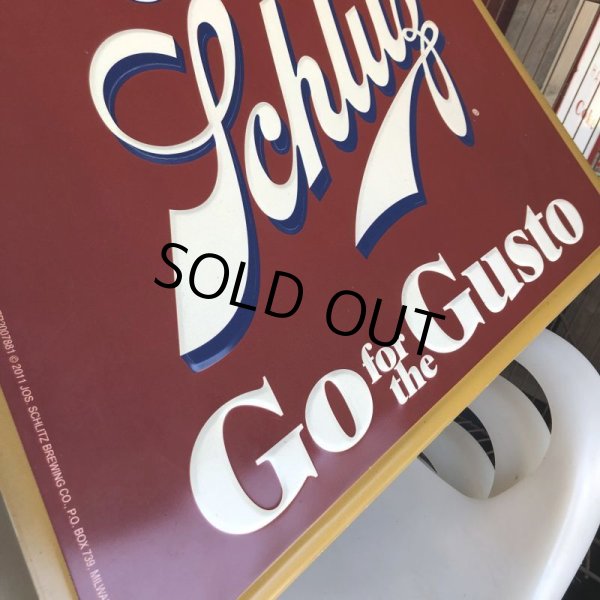 Schlitz
®
Go for the Gusto
SOLD OUT
© 2011 JOS. SCHLITZ BREWING CO., P.O. BOX 739, MILWA